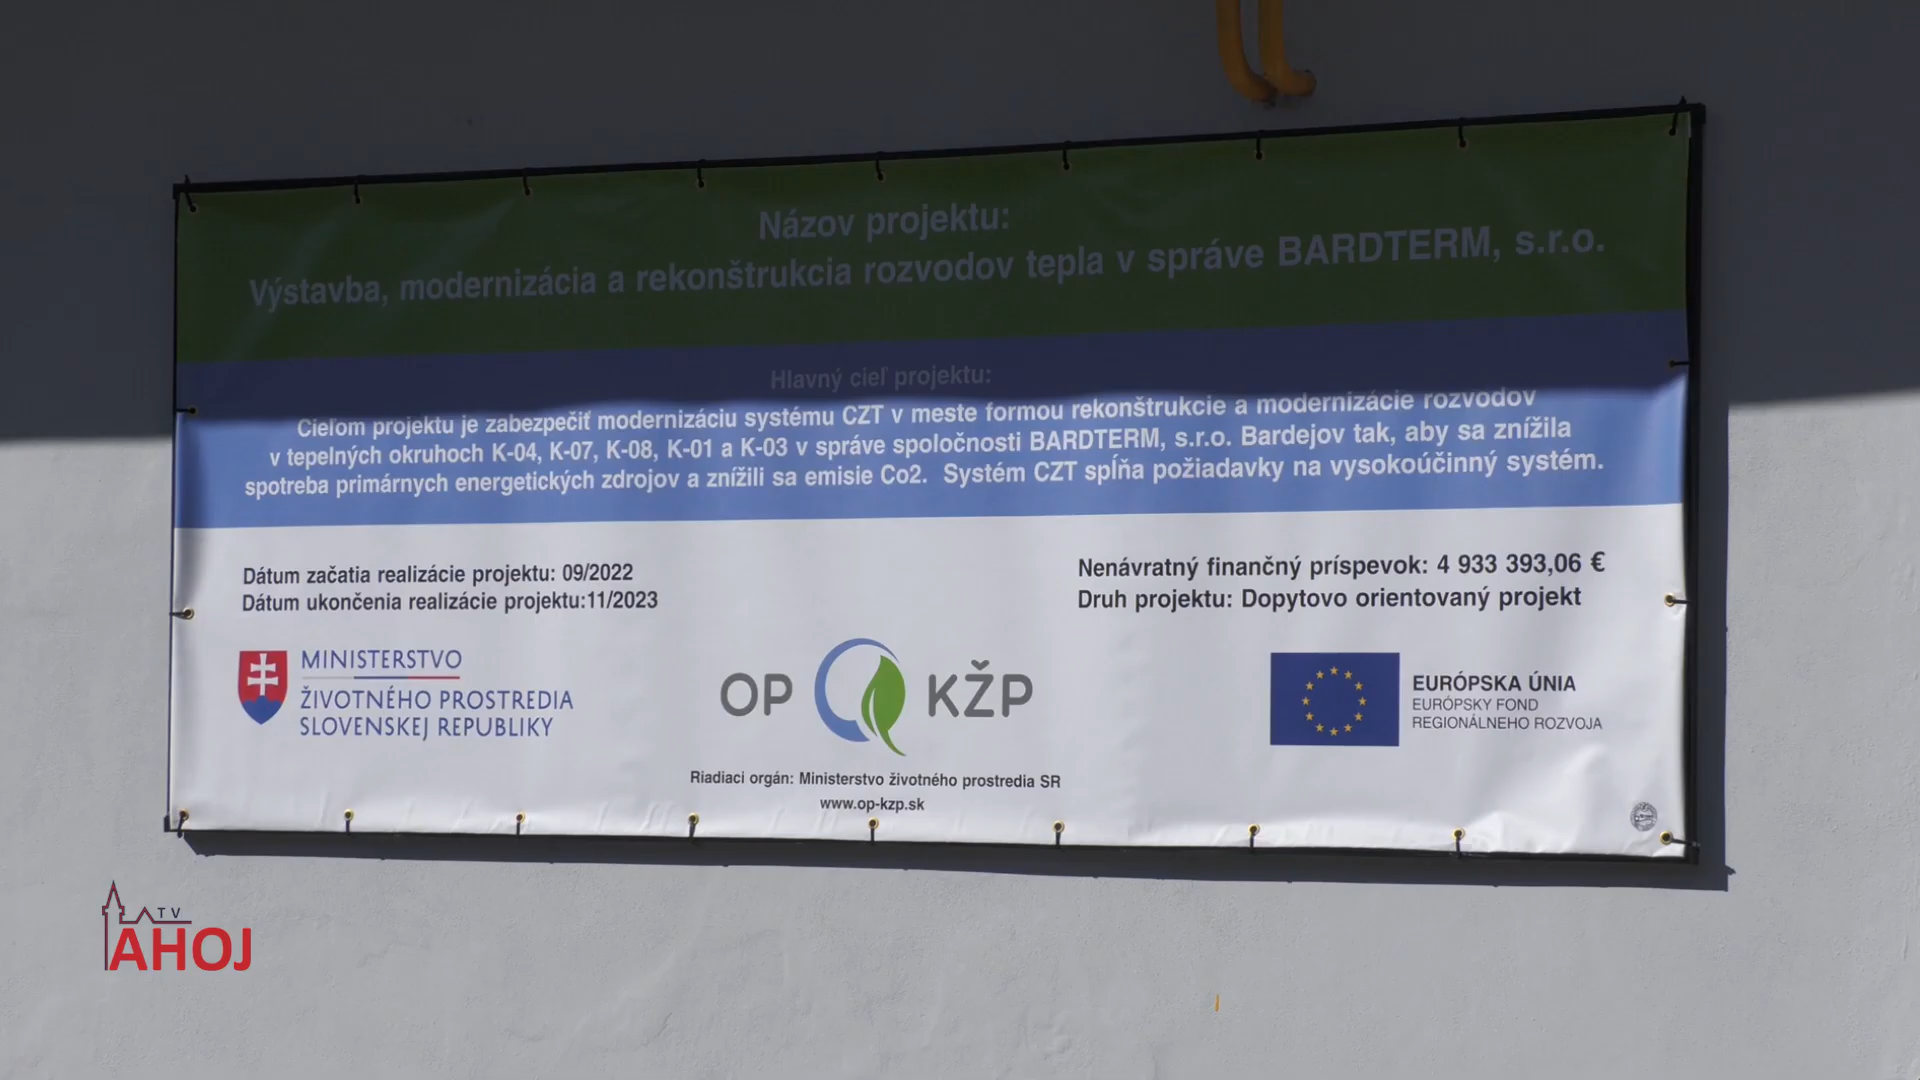 Názov projektu:
Výstavba, modernizácia a rekonštrukcia rozvodov tepla v správe BARDTERM, s.r.o.
Hlavný cieľ projektu:
Cieľom projektu je zabezpečiť modernizáciu systému CZT v meste formou rekonštrukcie a modernizácie rozvodov
v tepelných okruhoch K-04, K-07, K-08, K-01 a K-03 v správe spoločnosti BARDTERM, s.r.o. Bardejov tak, aby sa znížila
spotreba primárnych energetických zdrojov a znížili sa emisie Co2. Systém CZT spĺňa požiadavky na vysokoúčinný systém.
Dátum začatia realizácie projektu: 09/2022
Dátum ukončenia realizácie projektu:11/2023
Nenávratný finančný príspevok: 4 933 393,06 €
Druh projektu: Dopytovo orientovaný projekt
MINISTERSTVO
ŽIVOTNÉHO PROSTREDIA
SLOVENSKEJ REPUBLIKY
OP KŽP
EURÓPSKA ÚNIA
EURÓPSKY FOND
REGIONÁLNEHO ROZVOJA
Riadiaci orgán: Ministerstvo životného prostredia SR
www.op-kzp.sk
TV
AHOJ